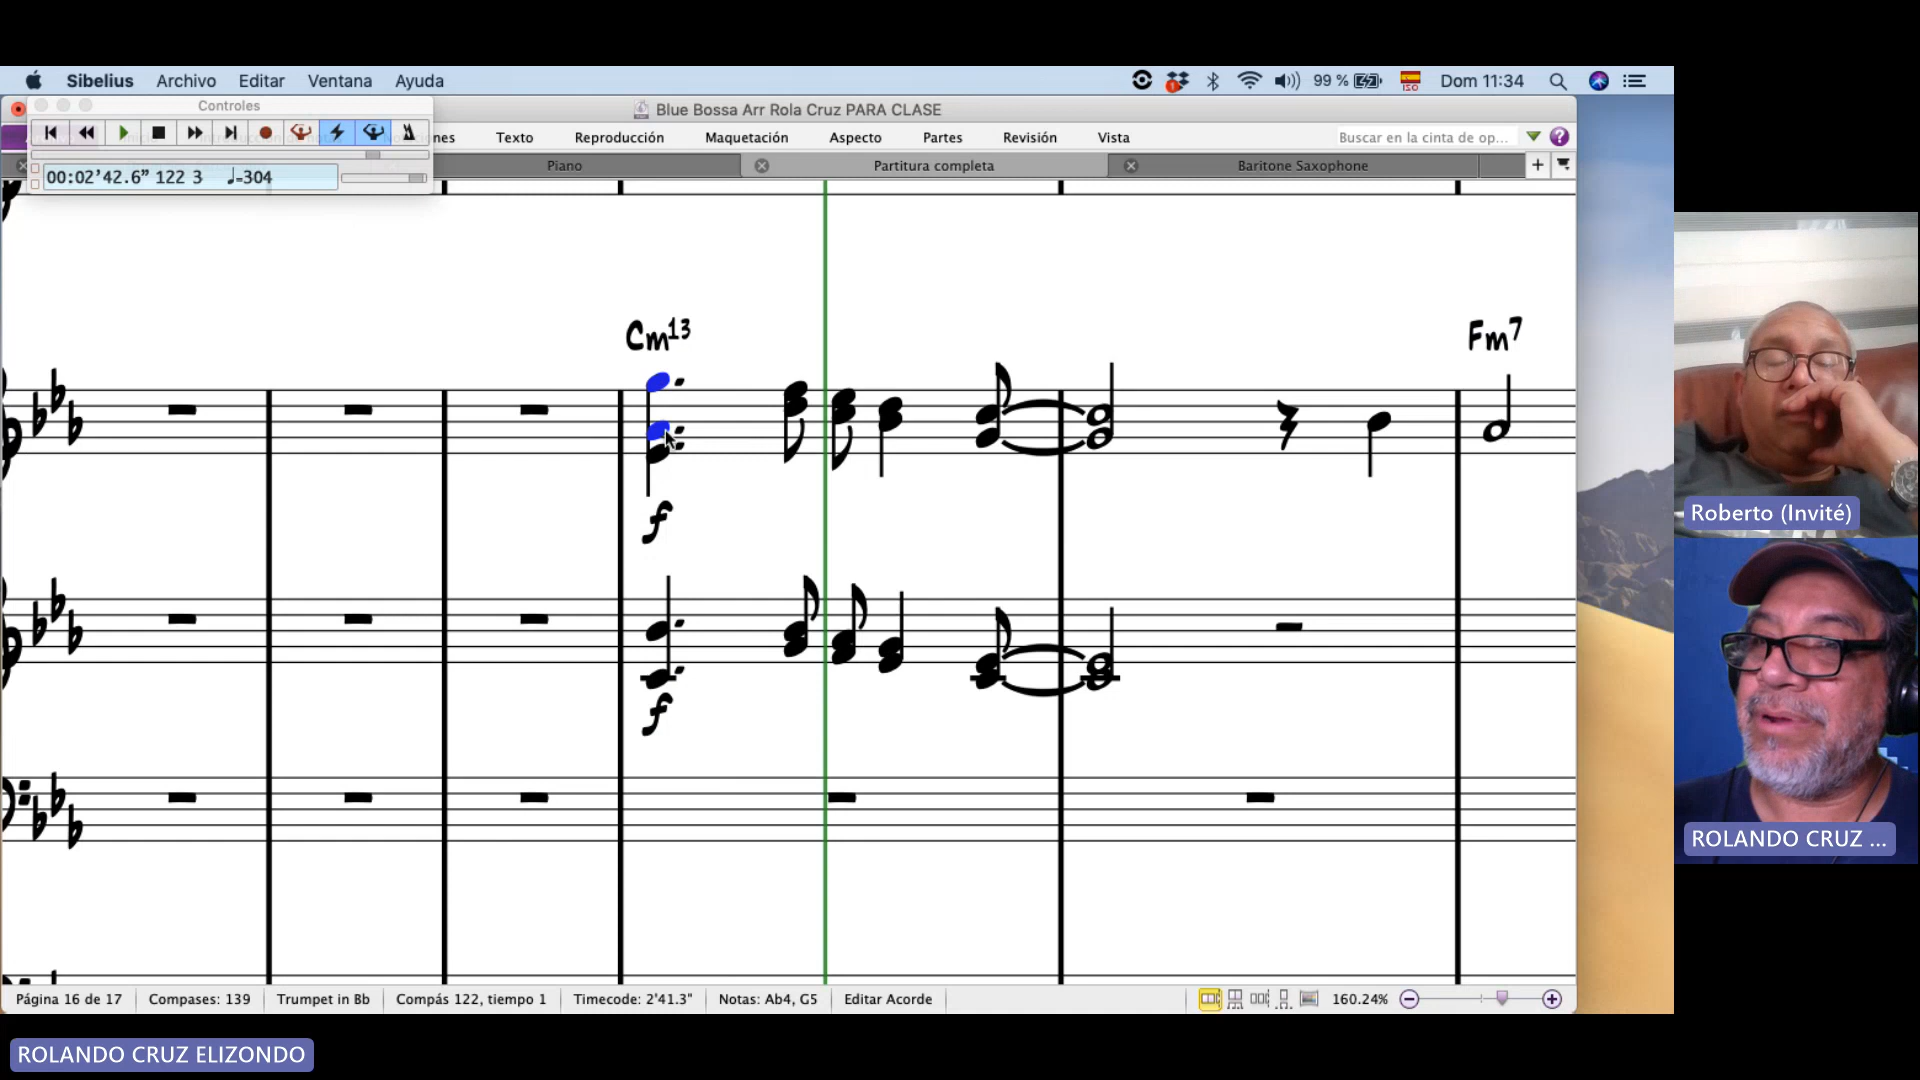 Sibelius Archivo Editar Ventana Ayuda
99 % ISO Dom 11:34
Controles
Blue Bossa Arr Rola Cruz PARA CLASE
nes Texto Reproducción Maquetación Aspecto Partes Revisión Vista Buscar en la cinta de op... ?
Piano Partitura completa Baritone Saxophone
00:02'42.6” 122 3 ♩=304
Cm13 Fm7
f
f
Roberto (Invité)
ROLANDO CRUZ ...
Página 16 de 17 Compases: 139 Trumpet in Bb Compás 122, tiempo 1 Timecode: 2'41.3" Notas: Ab4, G5 Editar Acorde 160.24%
ROLANDO CRUZ ELIZONDO